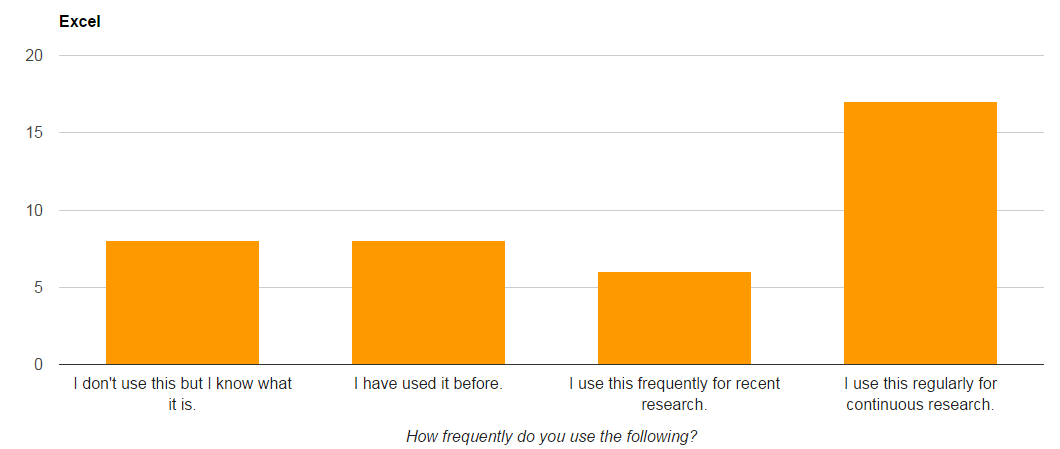 Excel
20
15
10
5
0
I don't use this but I know what
it is.
I have used it before.
I use this frequently for recent
research.
I use this regularly for
continuous research.
How frequently do you use the following?